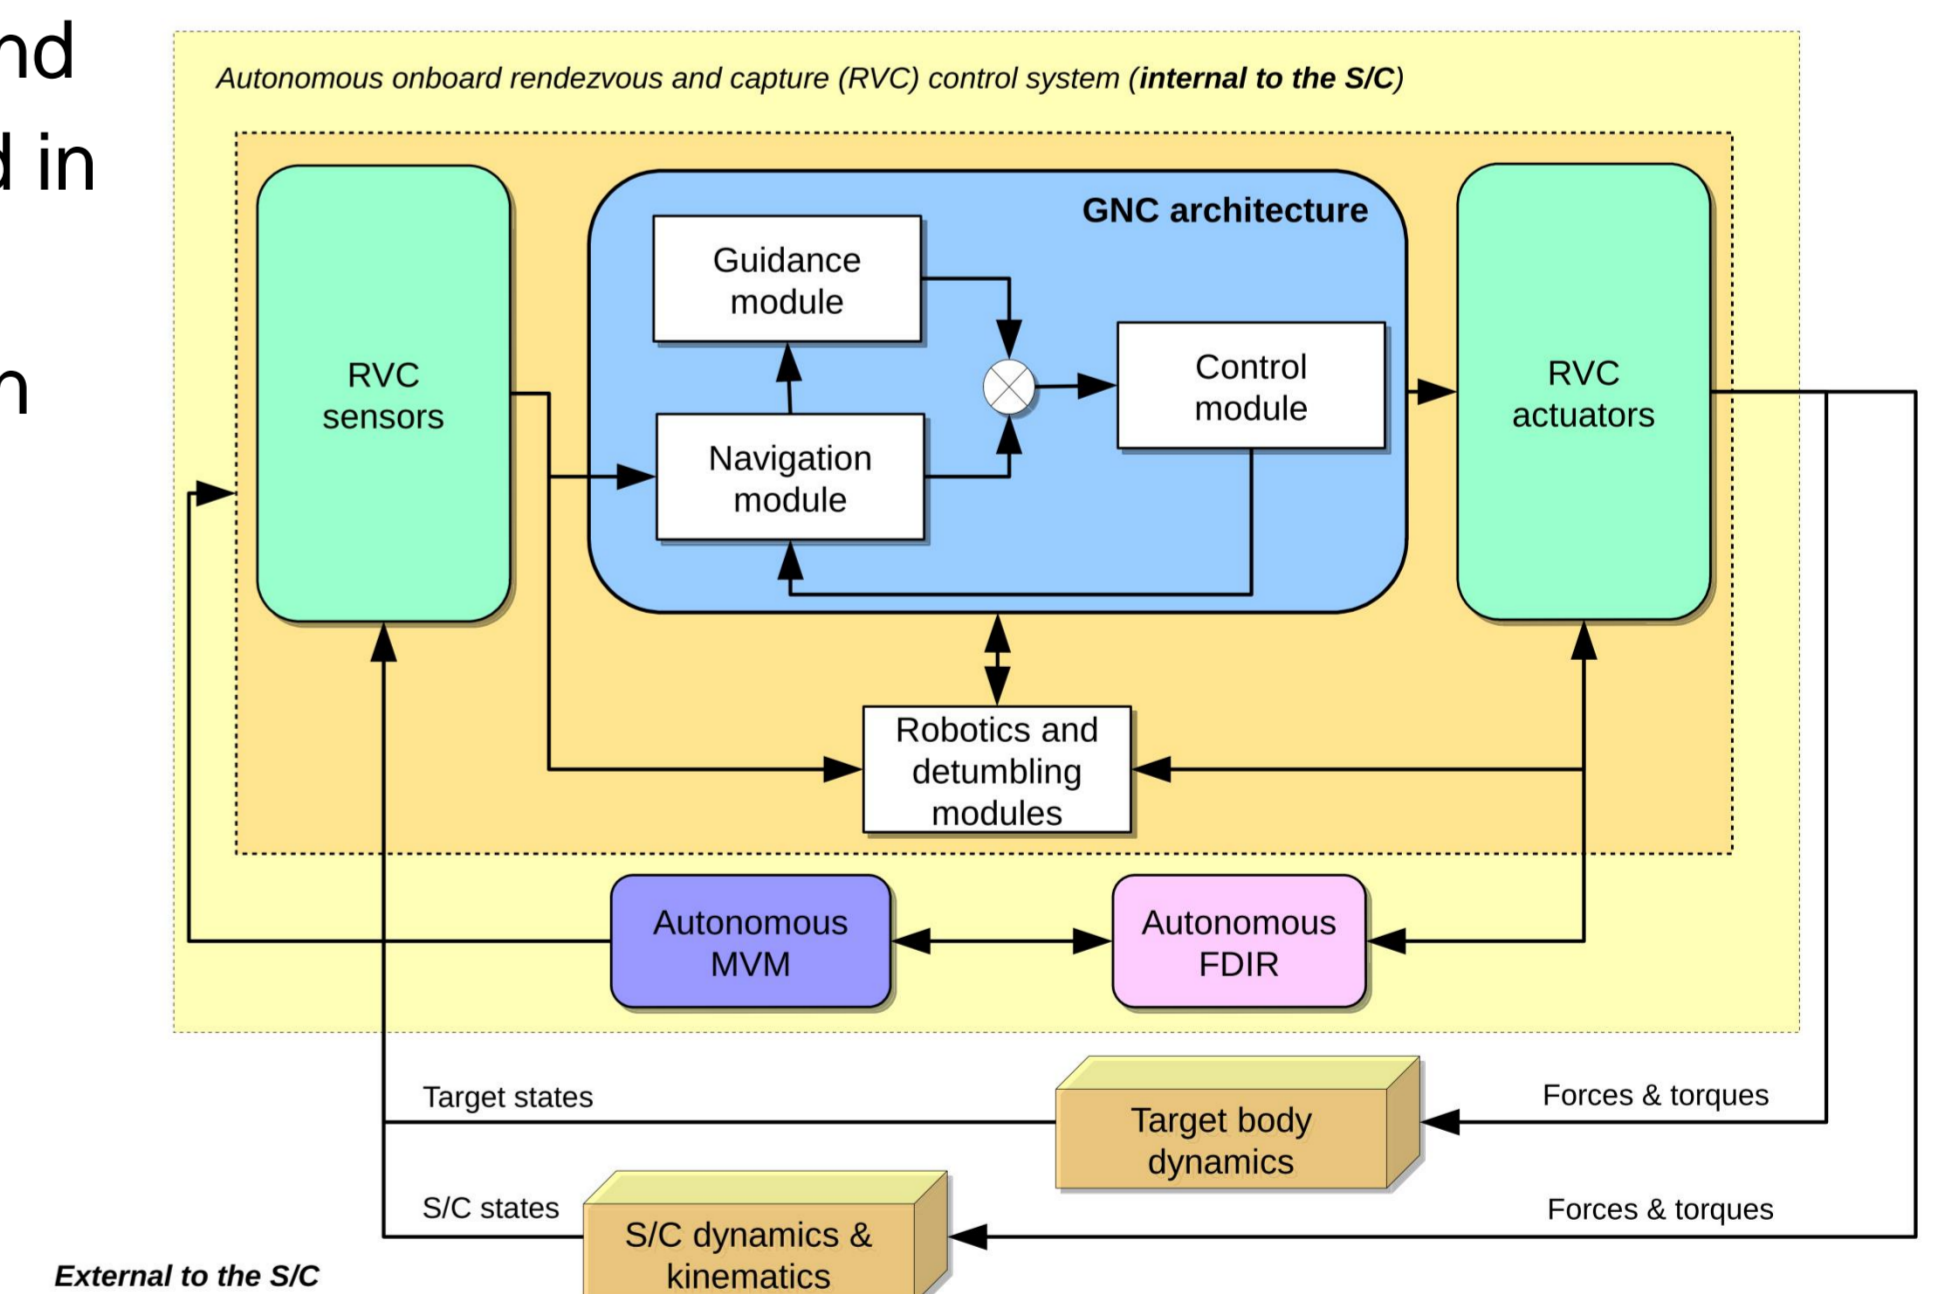 nd
d in
n
Autonomous onboard rendezvous and capture (RVC) control system (internal to the S/C)
GNC architecture
Guidance
module
RVC
sensors
Control
module
RVC
actuators
Navigation
module
Robotics and
detumbling
modules
Autonomous
MVM
Autonomous
FDIR
Target states
Target body
dynamics
Forces & torques
S/C states
S/C dynamics &
kinematics
Forces & torques
External to the S/C